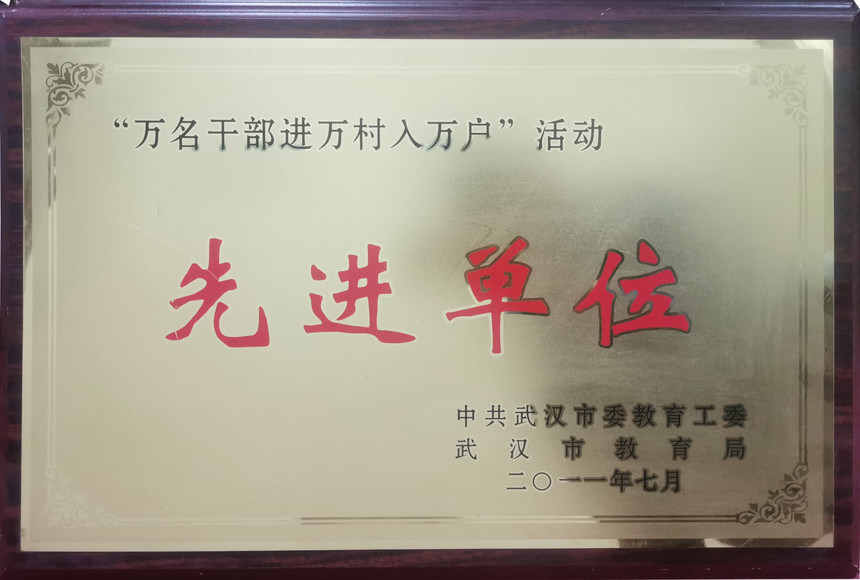 “万名干部进万村入万户”活动
先进单位
中共武汉市委教育工委
武汉市教育局
二〇一一年七月